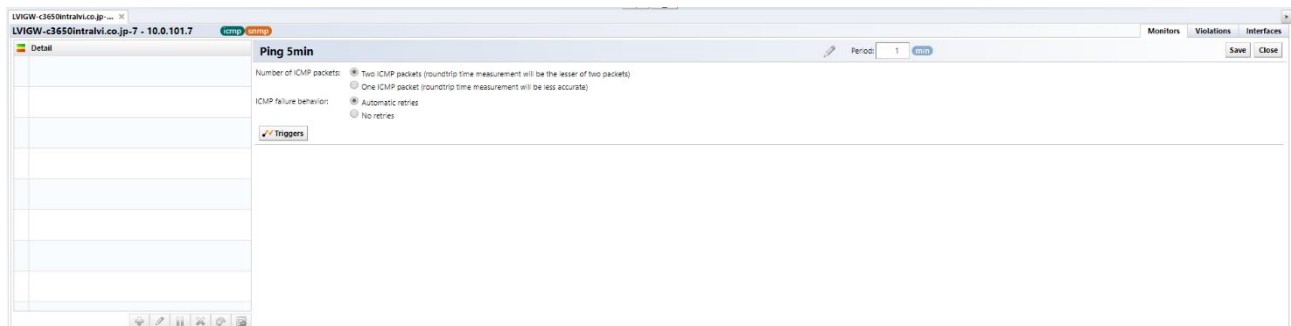 LVIGW-c3650intralvi.co.jp-...
LVIGW-c3650intralvi.co.jp-7 - 10.0.101.7 icmp snmp Monitors Violations Interfaces
Detail
Ping 5min Period: 1 min Save Close
Number of ICMP packets: Two ICMP packets (roundtrip time measurement will be the lesser of two packets)
One ICMP packet (roundtrip time measurement will be less accurate)
ICMP failure behavior: Automatic retries
No retries
Triggers